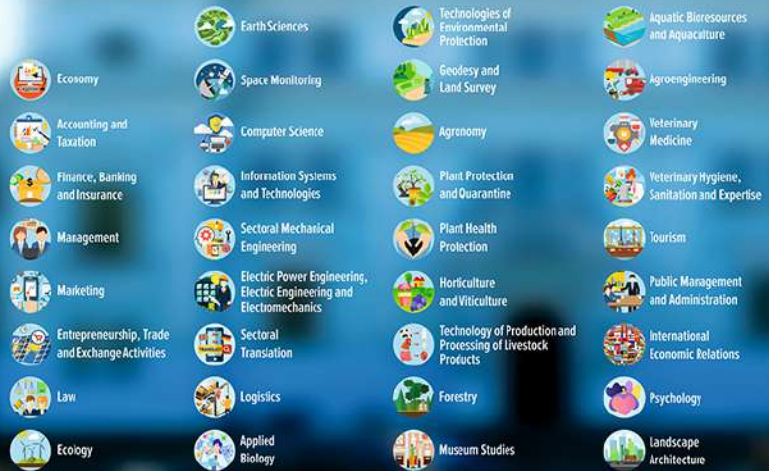 Economy
Accounting and
Taxation
Finance, Banking
and Insurance
Management
Marketing
Entrepreneurship, Trade
and Exchange Activities
Law
Ecology
Earth Sciences
Space Monitoring
Computer Science
Information Systems
and Technologies
Sectoral Mechanical
Engineering
Electric Power Engineering,
Electric Engineering and
Electromechanics
Sectoral
Translation
Logistics
Applied
Biology
Technologies of
Environmental
Protection
Geodesy and
Land Survey
Agronomy
Plant Protection
and Quarantine
Plant Health
Protection
Horticulture
and Viticulture
Technology of Production and
Processing of Livestock
Products
Forestry
Museum Studies
Aquatic Bioresources
and Aquaculture
Agroengineering
Veterinary
Medicine
Veterinary Hygiene,
Sanitation and Expertise
Tourism
Public Management
and Administration
International
Economic Relations
Psychology
Landscape
Architecture